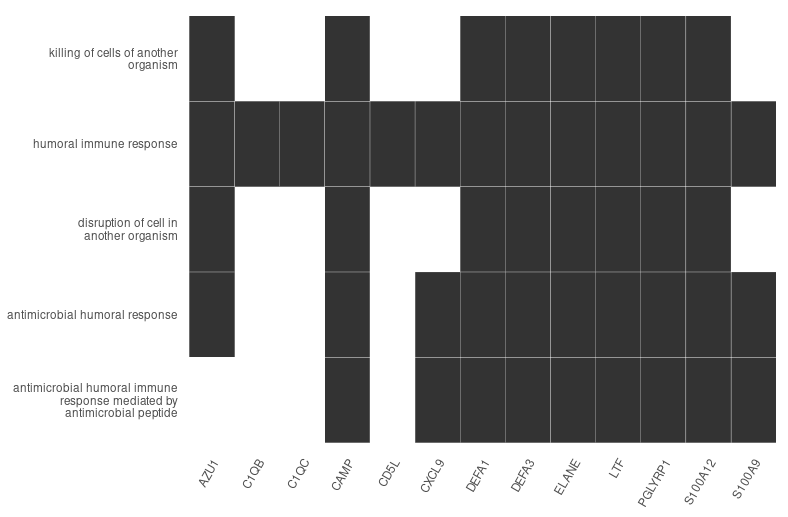 killing of cells of another
organism
humoral immune response
disruption of cell in
another organism
antimicrobial humoral response
antimicrobial humoral immune
response mediated by
antimicrobial peptide
AZU1
C1QB
C1QC
CAMP
CD5L
CXCL9
DEFA1
DEFA3
ELANE
LTF
PGLYRP1
S100A12
S100A9